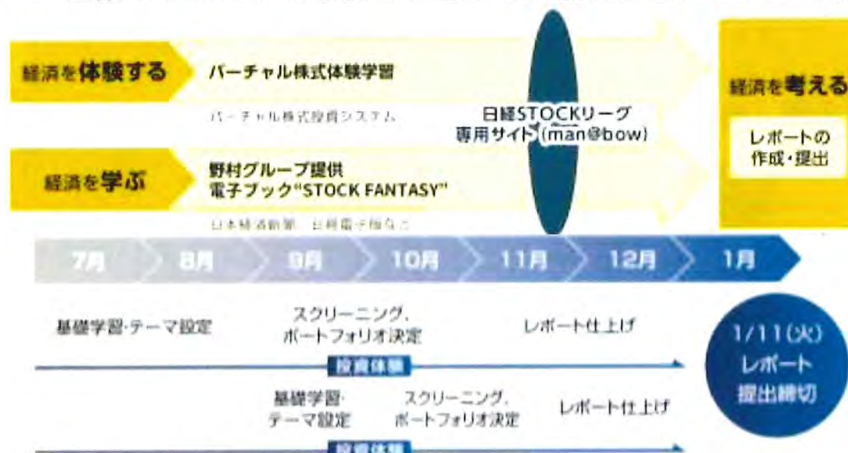 経済を体験する
バーチャル株式体験学習
バーチャル株式投資システム
経済を学ぶ
野村グループ提供
電子ブック“STOCK FANTASY”
日本経済新聞、日経電子版など
日経STOCKリーグ
専用サイト(man@bow)
経済を考える
レポートの
作成・提出
7月 8月 9月 10月 11月 12月 1月
基礎学習・テーマ設定
スクリーニング、
ポートフォリオ決定
レポート仕上げ
投資体験
基礎学習・
テーマ設定
スクリーニング、
ポートフォリオ決定
レポート仕上げ
投資体験
1/11(火)
レポート
提出締切